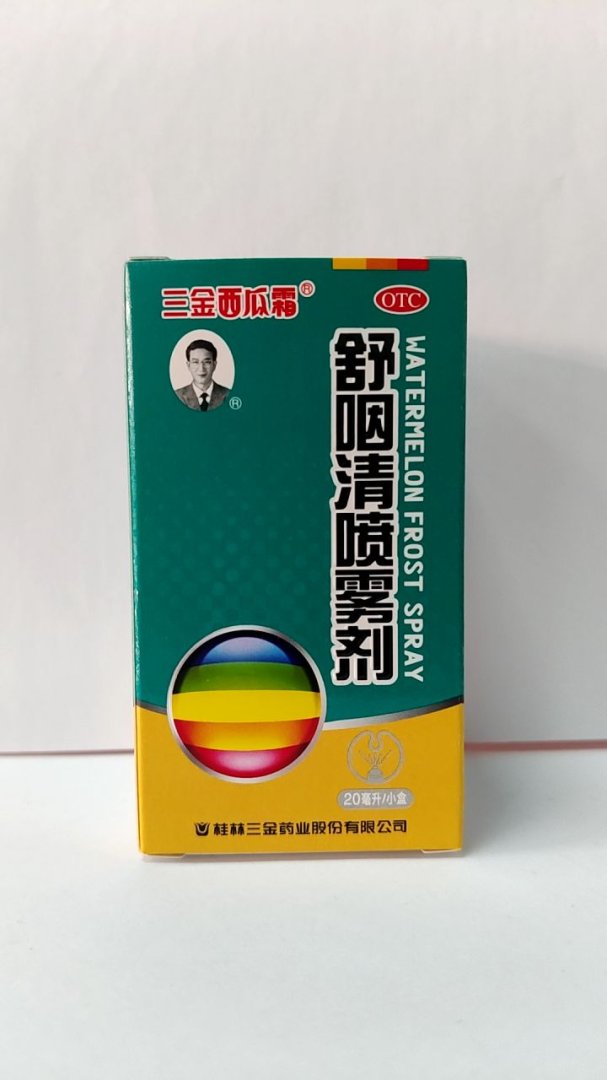 三金西瓜霜®
OTC
®
舒咽清喷雾剂
WATERMELON FROST SPRAY
20毫升/小盒
桂林三金药业股份有限公司